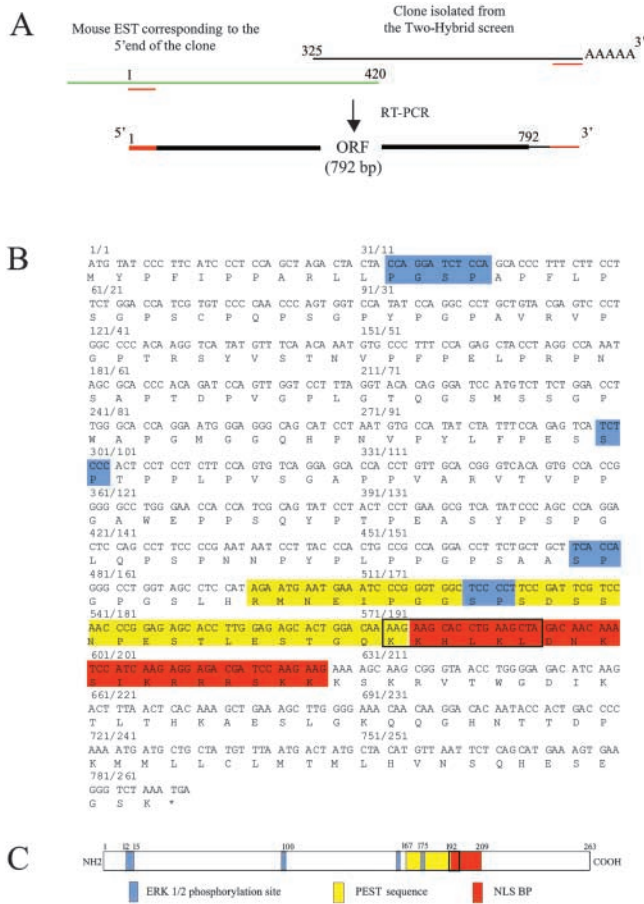 A
Mouse EST corresponding to the
5'end of the clone
Clone isolated from
the Two-Hybrid screen
325
3'
AAAAA
1
420
RT-PCR
5'
1
ORF
(792 bp)
792
3'
B
1/1 31/11
ATG TAT CCC TTC ATC CCT CCA GCT AGA CTA CTA CCA GGA TCT CCA GCA CCC TTT CTT CCT
M Y P F I P P A R L L P G S P A P F L P
61/21 91/31
TCT GGA CCA TCG TGT CCC CAA CCC AGT GGT CCA TAT CCA GGC CCT GCT GTA CGA GTC CCT
S G P S C P Q P S G P Y P G P A V R V P
121/41 151/51
GGC CCC ACA AGG TCA TAT GTT TCA ACA AAT GTG CCC TTT CCA GAG CTA CCT AGG CCA AAT
G P T R S Y V S T N V P F P E L P R P N
181/61 211/71
AGC GCA CCC ACA GAT CCA GTT GGT CCT TTA GGT ACA CAG GGA TCC ATG TCT TCT GGA CCT
S A P T D P V G P L G T Q G S M S S G P
241/81 271/91
TGG GCA CCA GGA ATG GGA GGG CAG CAT CCT AAT GTG CCA TAT CTA TTT CCA GAG TCA TCT
W A P G M G G Q H P N V P Y L F P E S S
301/101 331/111
CCC ACT CCT CCT CTT CCA GTG TCA GGA GCA CCA CCT GTT GCA CGG GTC ACA GTG CCA CCG
P T P P L P V S G A P P V A R V T V P P
361/121 391/131
GGG GCC TGG GAA CCA CCA TCG CAG TAT CCT ACT CCT GAA GCG TCA TAT CCC AGC CCA GGA
G A W E P P S Q Y P T P E A S Y P S P G
421/141 451/151
CTC CAG CCT TCC CCG AAT AAT CCT TAC CCA CTG CCG CCA GGA CCT TCT GCT GCT TCA CCA
L Q P S P N N P Y P L P P G P S A A S P
481/161 511/171
GGG CCT GGT AGC CTC CAT AGA ATG AAT GAA ATC CCG GGT GGC TCC CCT TCC GAT TCG TCC
G P G S L H R M N E I P G G S P S D S S
541/181 571/191
AAC CCG GAG AGC ACC TTG GAG AGC ACT GGA CAA AAG AAG CAC CTG AAG CTA GAC AAC AAA
N P E S T L E S T G Q K K H L K L D N K
601/201 631/211
TCC ATC AAG AGG AGA CGA TCC AAG AAG AAA AGC AAG CGG GTA ACC TGG GGA GAC ATC AAG
S I K R R R S K K K S K R V T W G D I K
661/221 691/231
ACT TTA ACT CAC AAA GCT GAA AGC TTG GGG AAA CAA CAA GGA CAC AAT ACC ACT GAC CCC
T L T H K A E S L G K Q Q G H N T T D P
721/241 751/251
AAA ATG ATG CTG CTA TGT TTA ATG ACT ATG CTA CAT GTT AAT TCT CAG CAT GAA AGT GAA
K M M L L C L M T M L H V N S Q H E S E
781/261
GGG TCT AAA TGA
G S K *
C
1 12 15 100 167 175 192 209 263
NH2 COOH
ERK 1/2 phosphorylation site PEST sequence NLS BP